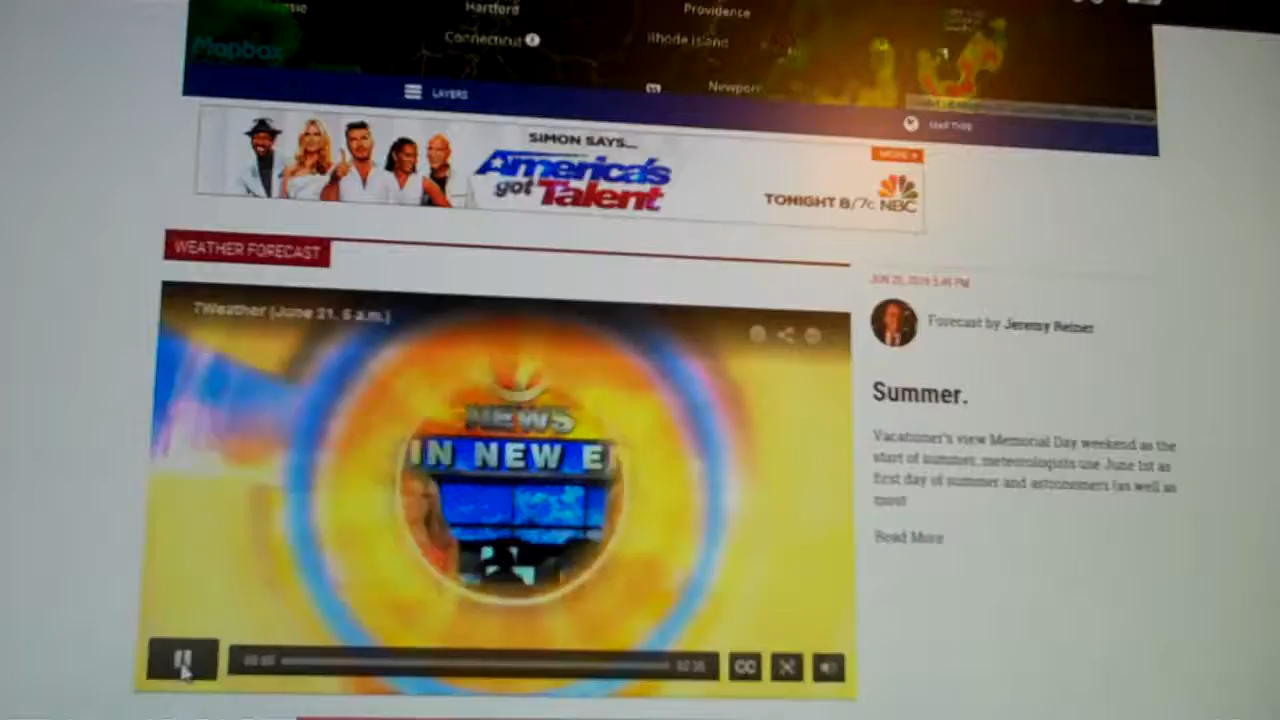 Hartford
Providence
Mapbox
Connecticut
Rhode Island
Newport
LAYERS
SIMON SAYS...
America's
got Talent
MORE
TONIGHT 8/7c NBC
WEATHER FORECAST
7Weather (June 21, 5 a.m.)
Forecast by Jeremy Reiner
NEWS
IN NEW E
Summer.
Vacationer's view Memorial Day weekend as the
start of summer, meteorologists use June 1st as
first day of summer and astronomers (as well as
most
Read More
CC